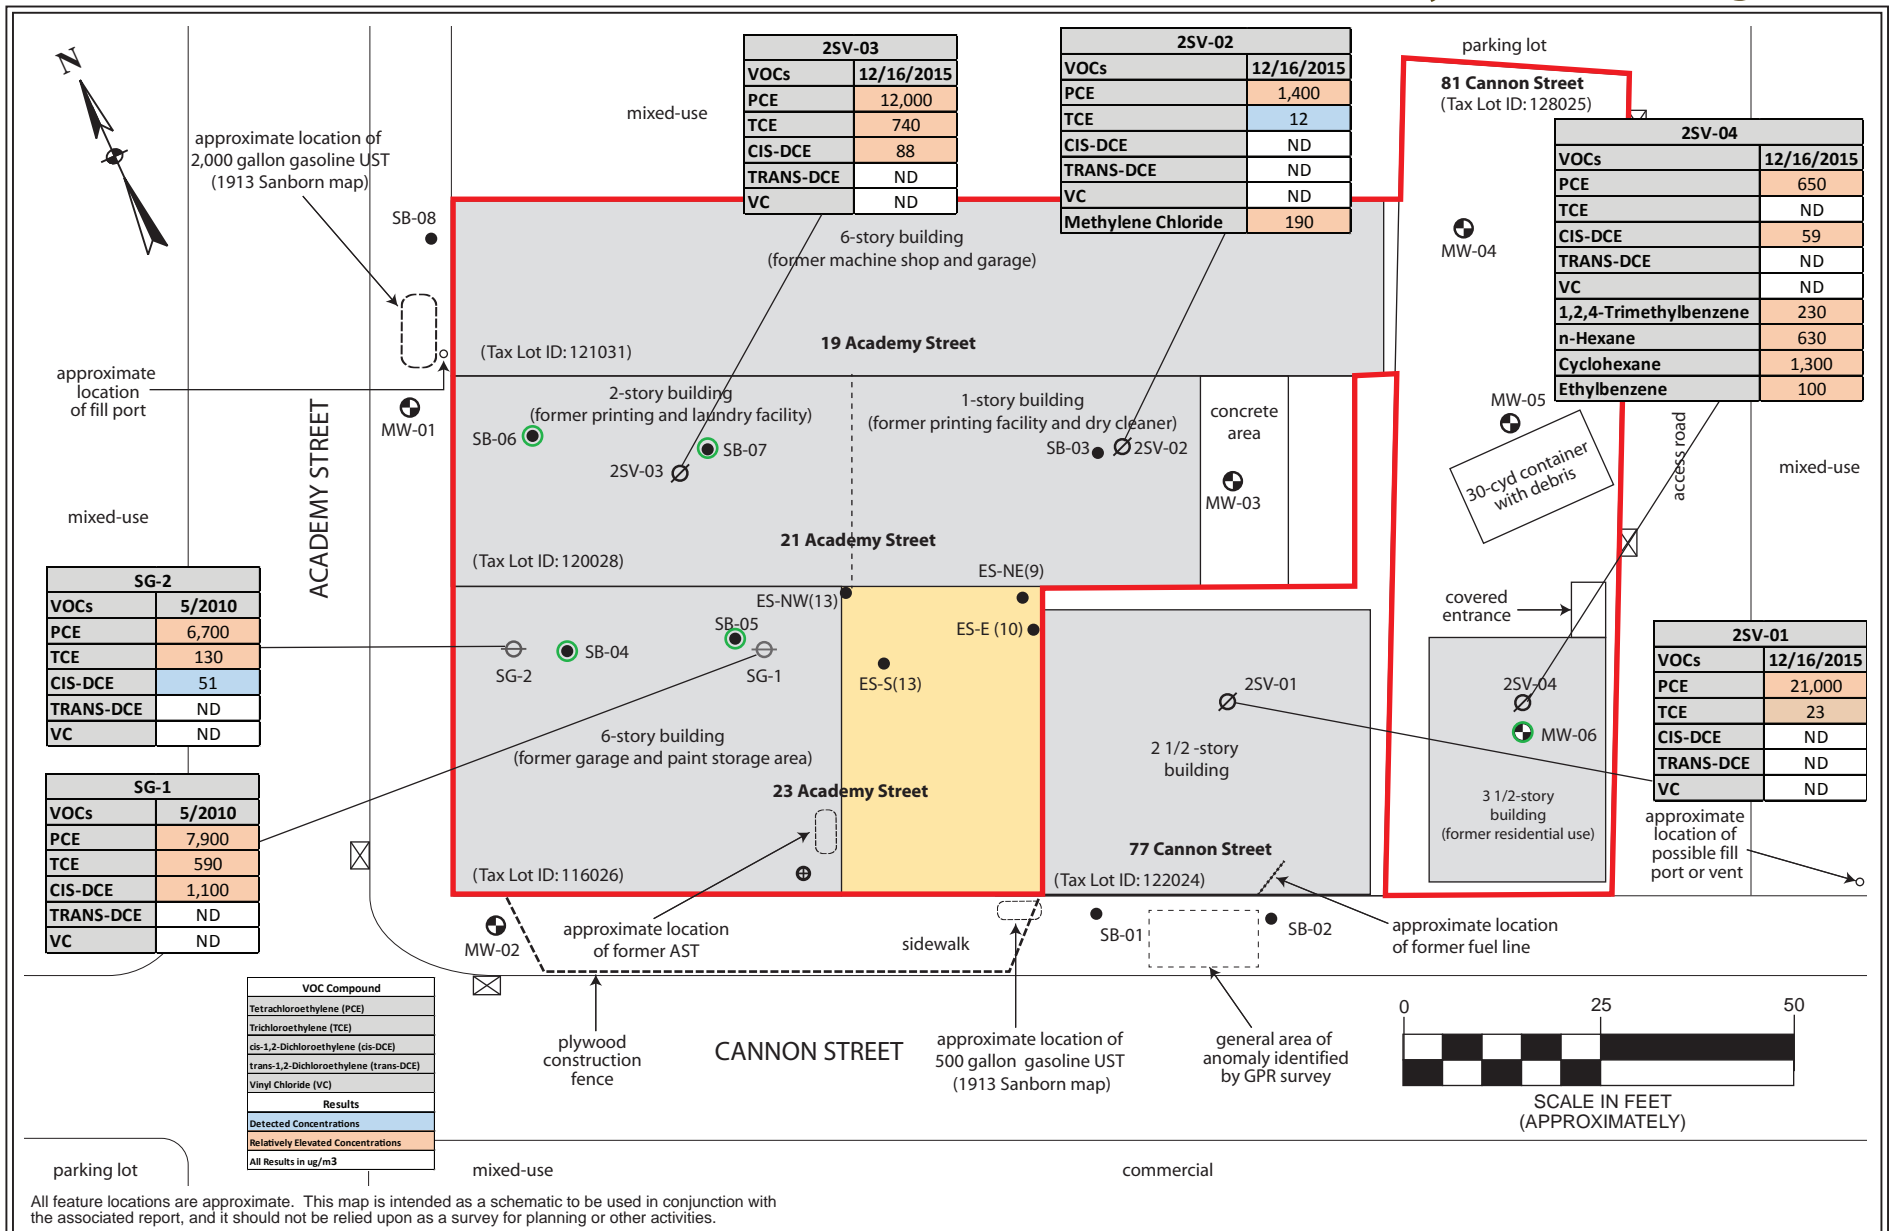 N
approximate location of
2,000 gallon gasoline UST
(1913 Sanborn map)
SB-08
mixed-use
2SV-03
VOCs 12/16/2015
PCE 12,000
TCE 740
CIS-DCE 88
TRANS-DCE ND
VC ND
2SV-02
VOCs 12/16/2015
PCE 1,400
TCE 12
CIS-DCE ND
TRANS-DCE ND
VC ND
Methylene Chloride 190
parking lot
81 Cannon Street
(Tax Lot ID: 128025)
2SV-04
VOCs 12/16/2015
PCE 650
TCE ND
CIS-DCE 59
TRANS-DCE ND
VC ND
1,2,4-Trimethylbenzene 230
n-Hexane 630
Cyclohexane 1,300
Ethylbenzene 100
MW-04
6-story building
(former machine shop and garage)
19 Academy Street
(Tax Lot ID: 121031)
approximate
location
of fill port
MW-01
ACADEMY STREET
mixed-use
2-story building
(former printing and laundry facility)
SB-06
SB-07
2SV-03
1-story building
(former printing facility and dry cleaner)
SB-03
2SV-02
concrete
area
MW-03
21 Academy Street
(Tax Lot ID: 120028)
MW-05
30-cyd container
with debris
access road
mixed-use
SG-2
VOCs 5/2010
PCE 6,700
TCE 130
CIS-DCE 51
TRANS-DCE ND
VC ND
ES-NE(9)
ES-NW(13)
ES-E (10)
ES-S(13)
SB-05
SB-04
SG-2
SG-1
covered
entrance
2SV-01
VOCs 12/16/2015
PCE 21,000
TCE 23
CIS-DCE ND
TRANS-DCE ND
VC ND
2SV-01
2SV-04
MW-06
2 1/2 -story
building
3 1/2-story
building
(former residential use)
6-story building
(former garage and paint storage area)
23 Academy Street
(Tax Lot ID: 116026)
SG-1
VOCs 5/2010
PCE 7,900
TCE 590
CIS-DCE 1,100
TRANS-DCE ND
VC ND
77 Cannon Street
(Tax Lot ID: 122024)
approximate
location of
possible fill
port or vent
MW-02
approximate location
of former AST
sidewalk
SB-01
SB-02
approximate location
of former fuel line
VOC Compound
Tetrachloroethylene (PCE)
Trichloroethylene (TCE)
cis-1,2-Dichloroethylene (cis-DCE)
trans-1,2-Dichloroethylene (trans-DCE)
Vinyl Chloride (VC)
Results
Detected Concentrations
Relatively Elevated Concentrations
All Results in ug/m3
plywood
construction
fence
CANNON STREET
approximate location of
500 gallon gasoline UST
(1913 Sanborn map)
general area of
anomaly identified
by GPR survey
0 25 50
SCALE IN FEET
(APPROXIMATELY)
parking lot
mixed-use
commercial
All feature locations are approximate. This map is intended as a schematic to be used in conjunction with
the associated report, and it should not be relied upon as a survey for planning or other activities.